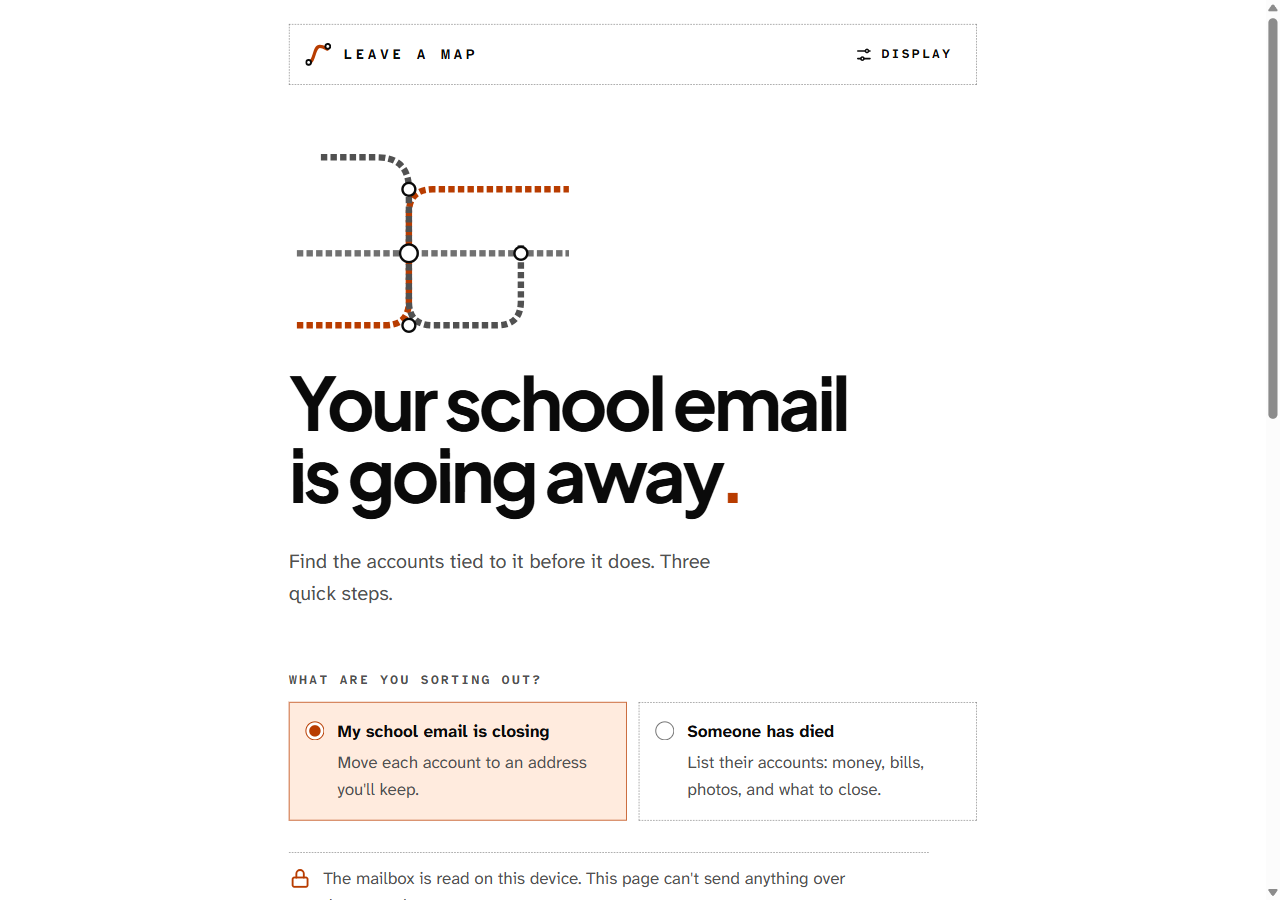 LEAVE A MAP
DISPLAY
Your school email
is going away.
Find the accounts tied to it before it does. Three
quick steps.
WHAT ARE YOU SORTING OUT?
My school email is closing
Move each account to an address
you'll keep.
Someone has died
List their accounts: money, bills,
photos, and what to close.
The mailbox is read on this device. This page can't send anything over